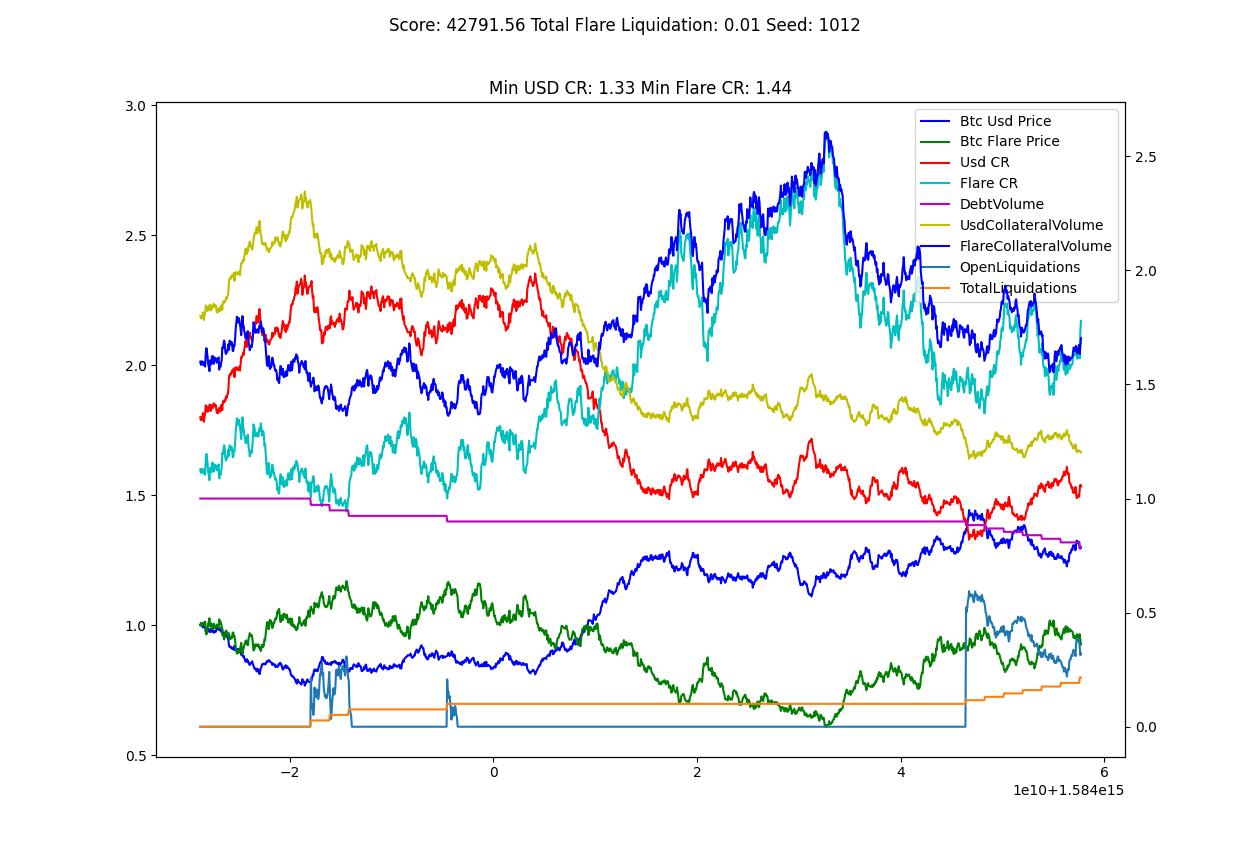 Score: 42791.56 Total Flare Liquidation: 0.01 Seed: 1012
Min USD CR: 1.33 Min Flare CR: 1.44
3.0
2.5
2.0
1.5
1.0
0.5
Btc Usd Price
Btc Flare Price
Usd CR
Flare CR
DebtVolume
UsdCollateralVolume
FlareCollateralVolume
OpenLiquidations
TotalLiquidations
2.5
2.0
1.5
1.0
0.5
0.0
−2 0 2 4 6
1e10+1.584e15